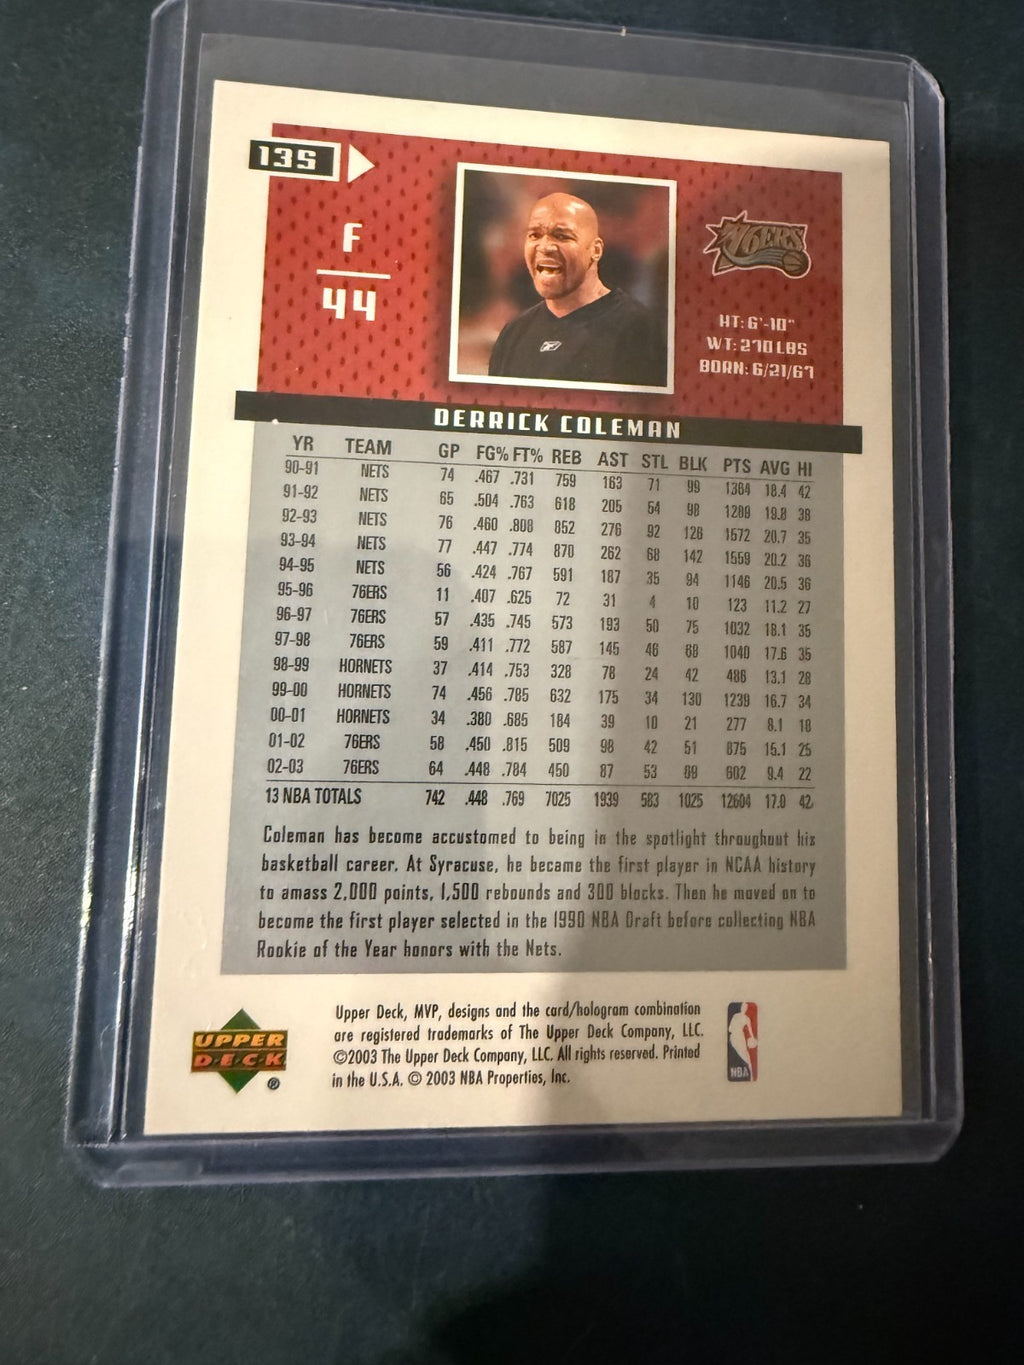 135
F
44
76ERS
HT: 6'-10"
WT: 270 LBS
BORN: 6/21/67
DERRICK COLEMAN
YR TEAM GP FG% FT% REB AST STL BLK PTS AVG HI
90-91 NETS 74 .467 .731 759 163 71 99 1364 18.4 42
91-92 NETS 65 .504 .763 618 205 54 98 1289 19.8 38
92-93 NETS 76 .460 .808 852 276 92 126 1572 20.7 35
93-94 NETS 77 .447 .774 870 262 68 142 1559 20.2 36
94-95 NETS 56 .424 .767 591 187 35 94 1146 20.5 36
95-96 76ERS 11 .407 .625 72 31 4 10 123 11.2 27
96-97 76ERS 57 .435 .745 573 193 50 75 1032 18.1 35
97-98 76ERS 59 .411 .772 587 145 46 68 1040 17.6 35
98-99 HORNETS 37 .414 .753 328 78 24 42 486 13.1 28
99-00 HORNETS 74 .456 .785 632 175 34 130 1239 16.7 34
00-01 HORNETS 34 .380 .685 184 39 10 21 277 8.1 18
01-02 76ERS 58 .450 .815 509 98 42 51 875 15.1 25
02-03 76ERS 64 .448 .784 450 87 53 69 602 9.4 22
13 NBA TOTALS 742 .448 .769 7025 1939 583 1025 12604 17.0 42
Coleman has become accustomed to being in the spotlight throughout his
basketball career. At Syracuse, he became the first player in NCAA history
to amass 2,000 points, 1,500 rebounds and 300 blocks. Then he moved on to
become the first player selected in the 1990 NBA Draft before collecting NBA
Rookie of the Year honors with the Nets.
UPPER
DECK
®
Upper Deck, MVP, designs and the card/hologram combination
are registered trademarks of The Upper Deck Company, LLC.
©2003 The Upper Deck Company, LLC. All rights reserved. Printed
in the U.S.A. © 2003 NBA Properties, Inc.
NBA